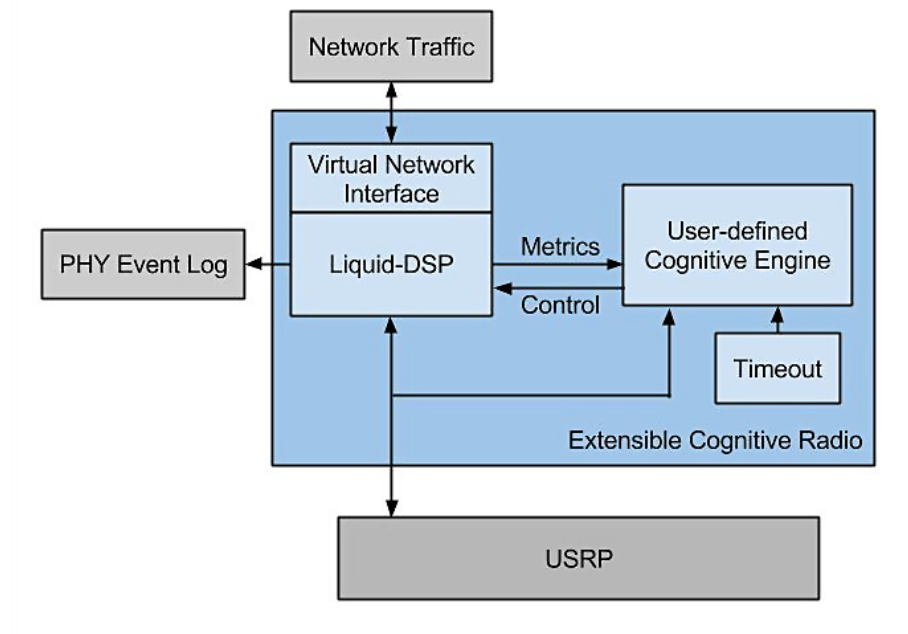 Network Traffic
Virtual Network
Interface
PHY Event Log
Liquid-DSP
Metrics
Control
User-defined
Cognitive Engine
Timeout
Extensible Cognitive Radio
USRP